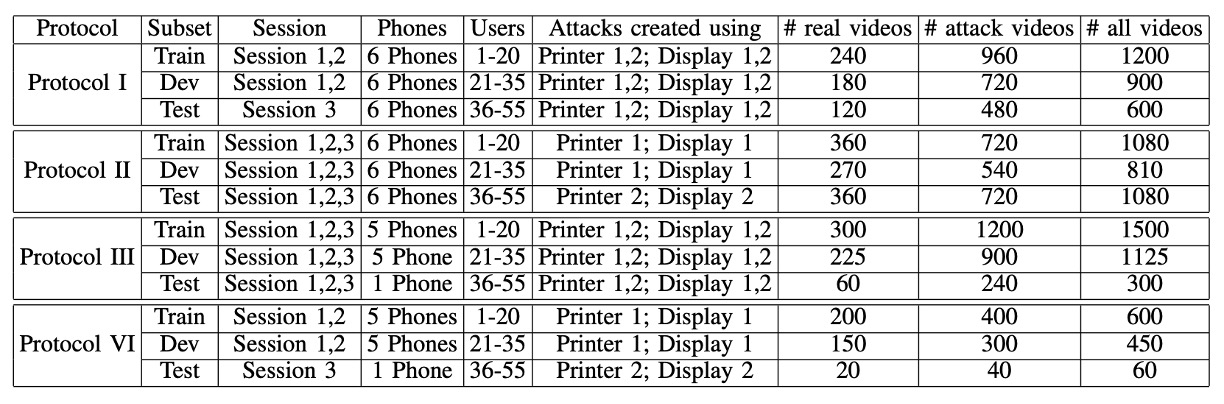 Protocol Subset Session Phones Users Attacks created using # real videos # attack videos # all videos
Train Session 1,2 6 Phones 1-20 Printer 1,2; Display 1,2 240 960 1200
Protocol I Dev Session 1,2 6 Phones 21-35 Printer 1,2; Display 1,2 180 720 900
Test Session 3 6 Phones 36-55 Printer 1,2; Display 1,2 120 480 600
Train Session 1,2,3 6 Phones 1-20 Printer 1; Display 1 360 720 1080
Protocol II Dev Session 1,2,3 6 Phones 21-35 Printer 1; Display 1 270 540 810
Test Session 1,2,3 6 Phones 36-55 Printer 2; Display 2 360 720 1080
Train Session 1,2,3 5 Phones 1-20 Printer 1,2; Display 1,2 300 1200 1500
Protocol III Dev Session 1,2,3 5 Phone 21-35 Printer 1,2; Display 1,2 225 900 1125
Test Session 1,2,3 1 Phone 36-55 Printer 1,2; Display 1,2 60 240 300
Train Session 1,2 5 Phones 1-20 Printer 1; Display 1 200 400 600
Protocol VI Dev Session 1,2 5 Phones 21-35 Printer 1; Display 1 150 300 450
Test Session 3 1 Phone 36-55 Printer 2; Display 2 20 40 60